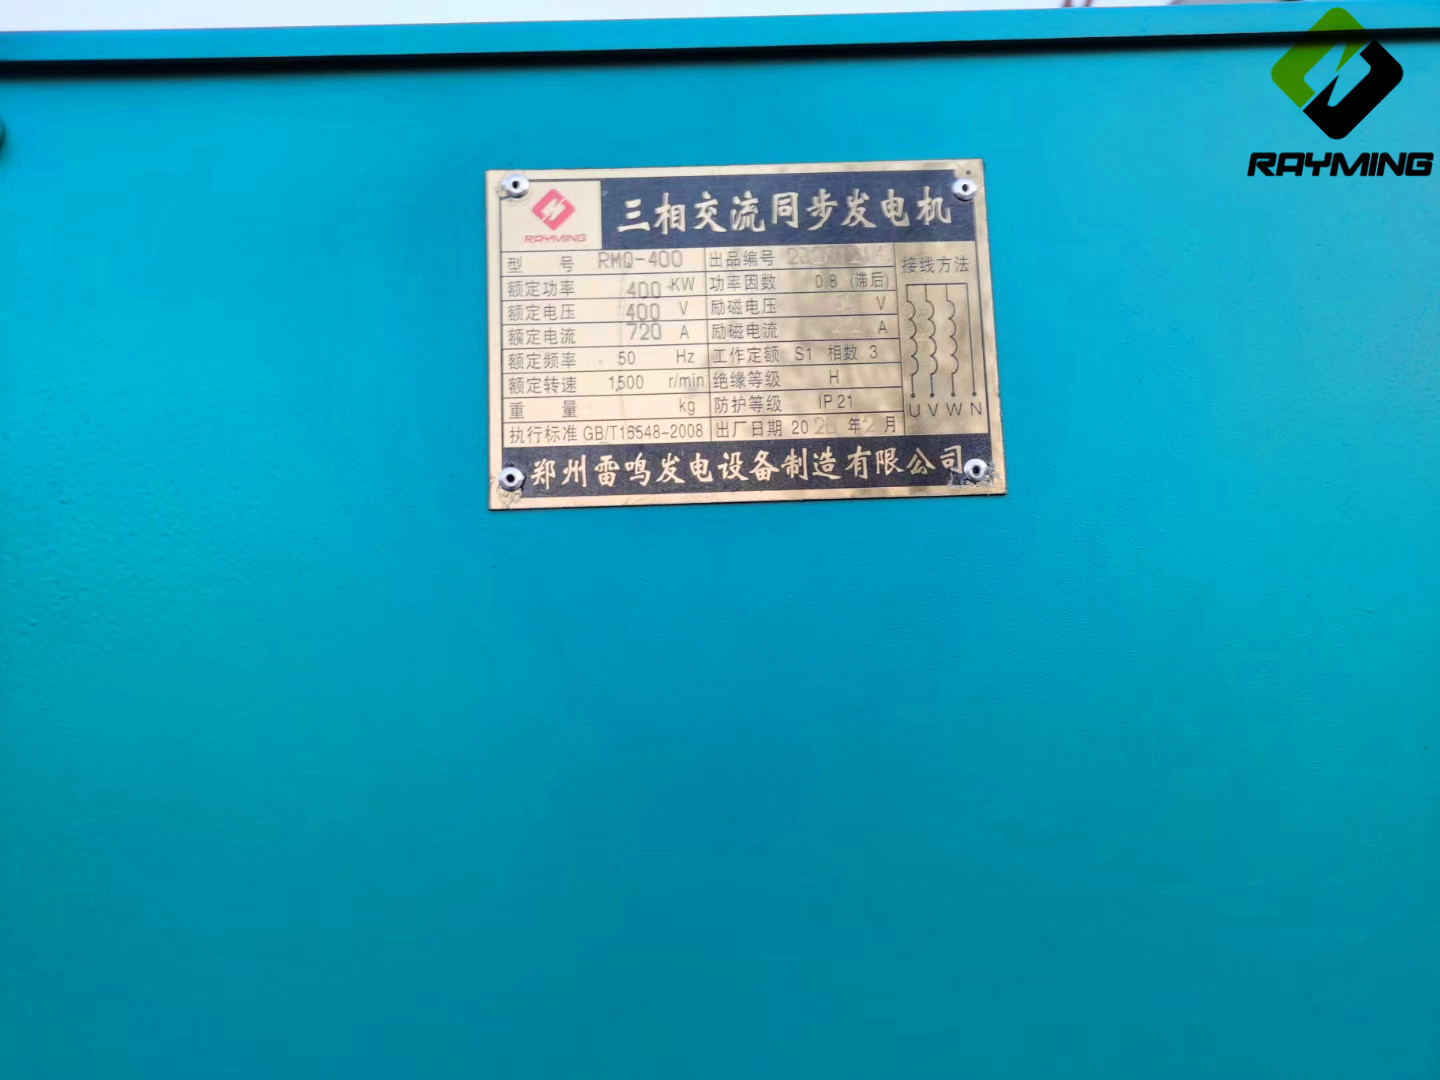 RAYMING
RAYMING
三相交流同步发电机
型 号 RMQ-400 出品编号
额定功率 400 KW 功率因数 0.8 (滞后)
额定电压 400 V 励磁电压 V
额定电流 720 A 励磁电流 A
额定频率 50 Hz 工作定额 S1 相数 3
额定转速 1500 r/min 绝缘等级 H
重 量 kg 防护等级 IP21
执行标准 GB/T15548-2008 出厂日期 20 年2月
接线方法
U V W N
郑州雷鸣发电设备制造有限公司